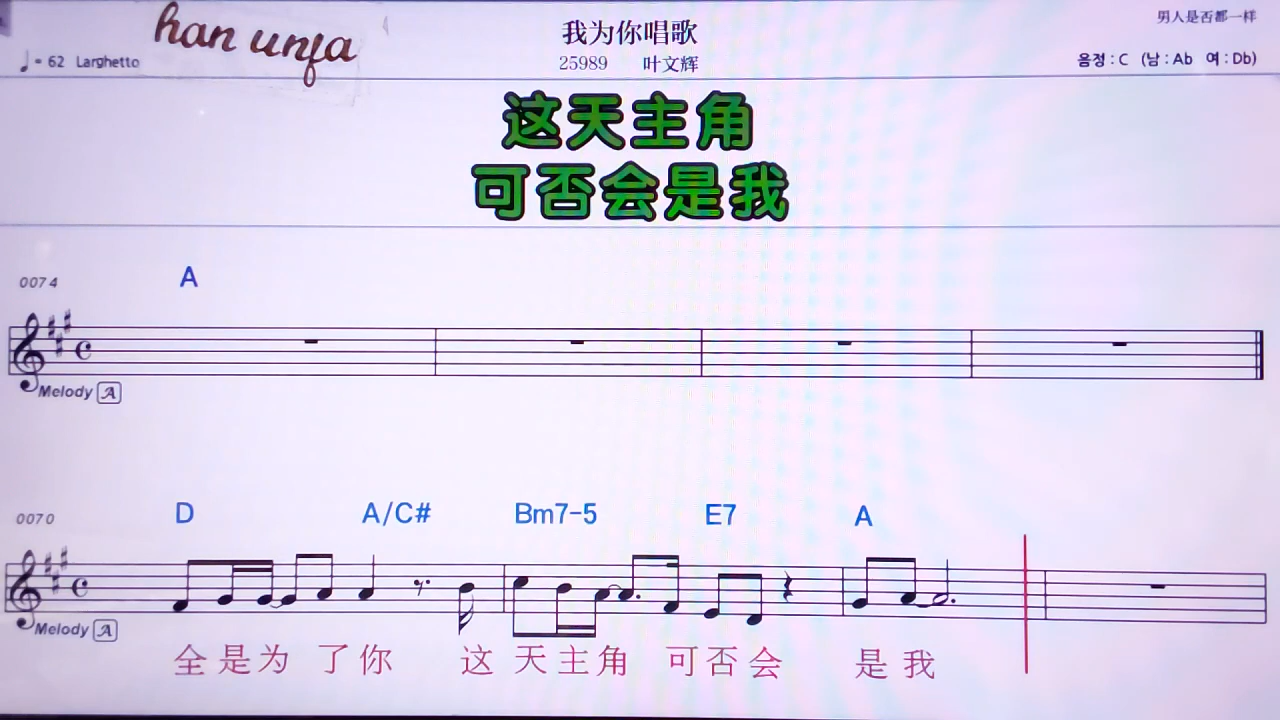 han unja
♩= 62 Larghetto
我为你唱歌
25989 叶文辉
男人是否都一样
음정 : C (남 : Ab 여 : Db)
这天主角
可否会是我
0074
A
Melody A
0070
D A/C# Bm7-5 E7 A
Melody A
全是为了你 这天主角 可否会 是我